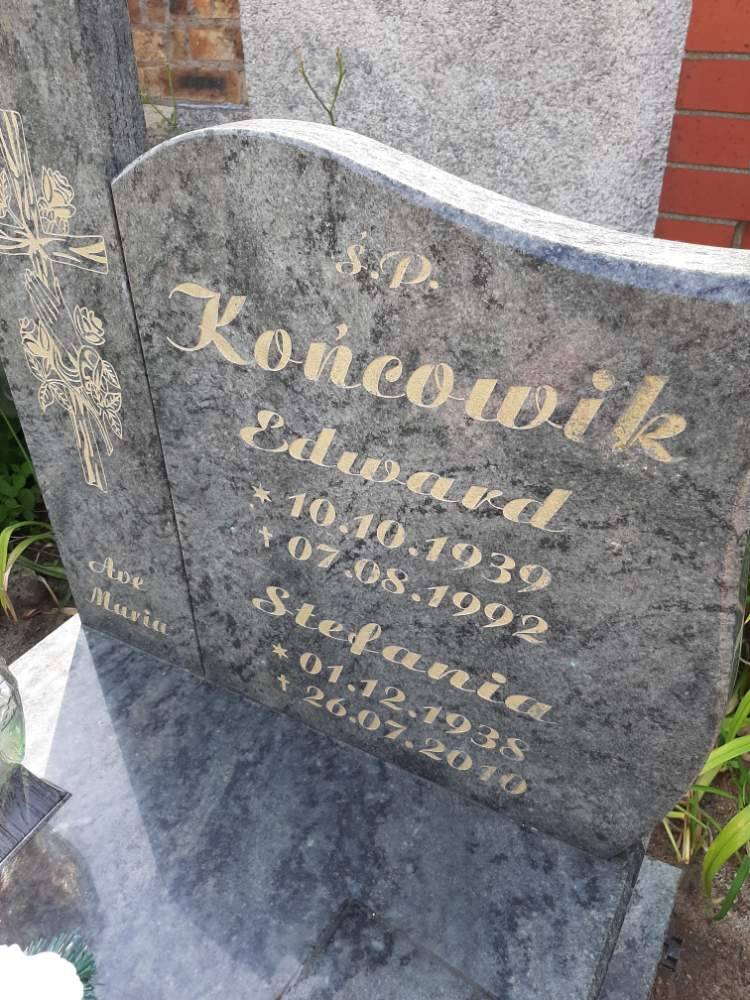 ś.P.
Końcowik
Edward
* 10.10.1939
✝ 07.08.1992
Stefania
* 01.12.1938
✝ 26.07.2010
Ave
Maria